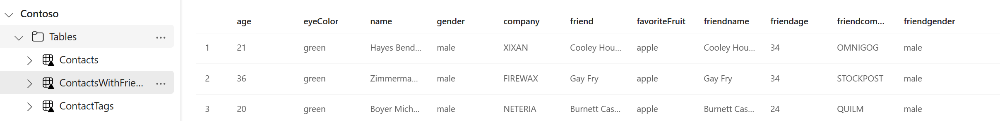 Contoso
Tables ...
Contacts
ContactsWithFrie... ...
ContactTags
age eyeColor name gender company friend favoriteFruit friendname friendage friendcom... friendgender
1 21 green Hayes Bend... male XIXAN Cooley Hou... apple Cooley Hou... 34 OMNIGOG male
2 36 green Zimmerma... male FIREWAX Gay Fry apple Gay Fry 34 STOCKPOST male
3 20 green Boyer Mich... male NETERIA Burnett Cas... apple Burnett Cas... 24 QUILM male